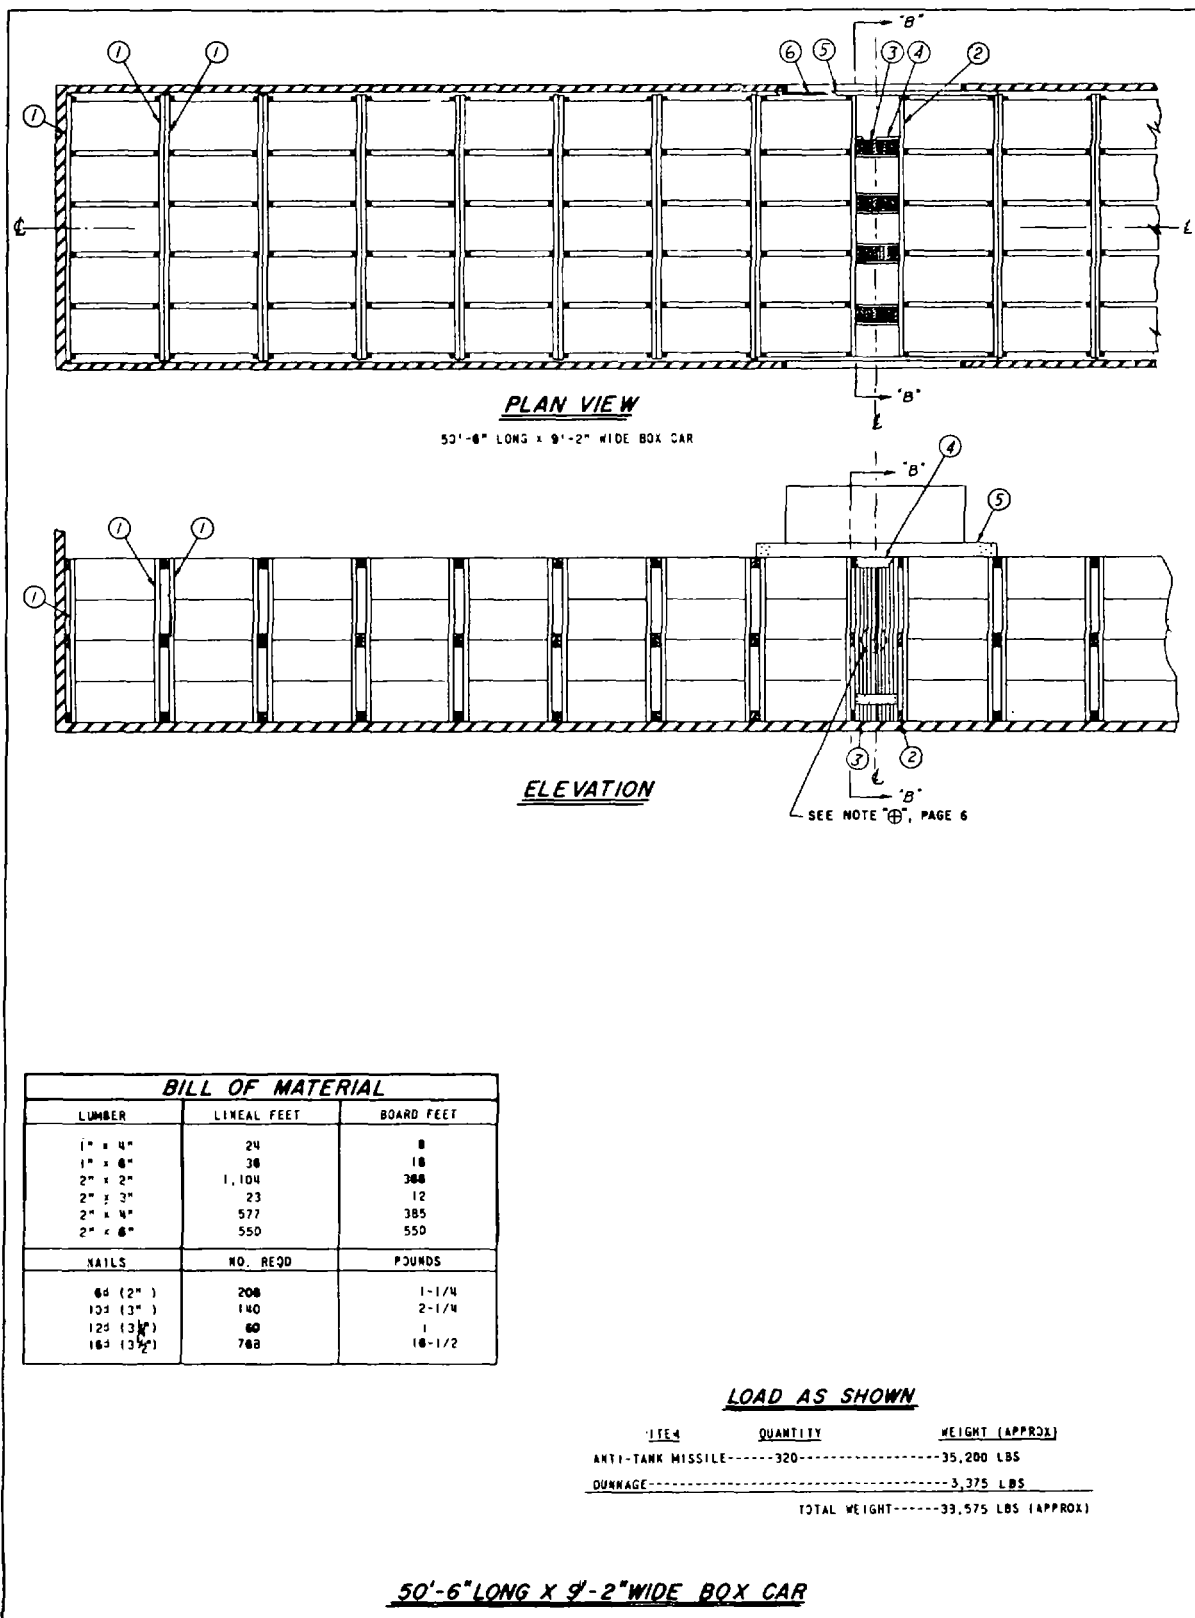 "B"
1 1 6 5 3 4 2
1
℄ ℄
"B"
℄
PLAN VIEW
50'-6" LONG x 9'-2" WIDE BOX CAR
4
"B"
5
1 1
1
3 2
℄
"B"
ELEVATION
SEE NOTE "⊕", PAGE 6
BILL OF MATERIAL
LUMBER LINEAL FEET BOARD FEET
1" x 4" 24 8
1" x 6" 36 18
2" x 2" 1,104 368
2" x 3" 23 12
2" x 4" 577 385
2" x 6" 550 550
NAILS NO. REQD POUNDS
6d (2") 208 1-1/4
10d (3") 140 2-1/4
12d 60 1
16d (3½") 768 16-1/2
LOAD AS SHOWN
ITEM QUANTITY WEIGHT (APPROX)
ANTI-TANK MISSILE------320---------------35,200 LBS
DUNNAGE--------------------------------3,375 LBS
TOTAL WEIGHT------38,575 LBS (APPROX)
50'-6" LONG X 9'-2" WIDE BOX CAR